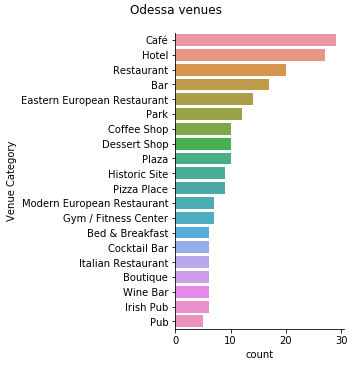 Odessa venues
Café
Hotel
Restaurant
Bar
Eastern European Restaurant
Park
Coffee Shop
Dessert Shop
Plaza
Historic Site
Pizza Place
Modern European Restaurant
Gym / Fitness Center
Bed & Breakfast
Cocktail Bar
Italian Restaurant
Boutique
Wine Bar
Irish Pub
Pub
Venue Category
0 10 20 30
count